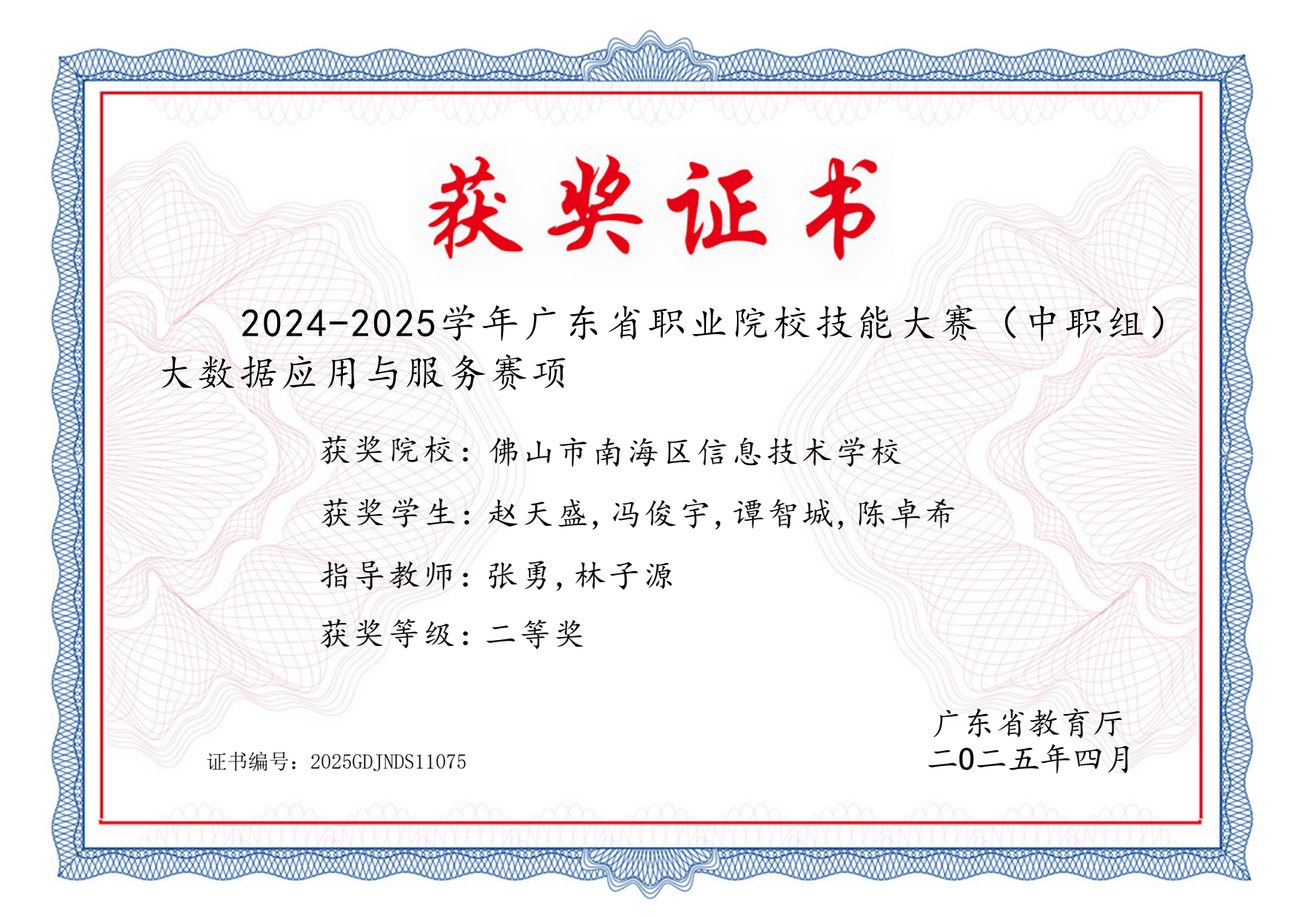 获奖证书
2024-2025学年广东省职业院校技能大赛（中职组）
大数据应用与服务赛项
获奖院校：佛山市南海区信息技术学校
获奖学生：赵天盛,冯俊宇,谭智城,陈卓希
指导教师：张勇,林子源
获奖等级：二等奖
广东省教育厅
证书编号：2025GDJNDS11075
二0二五年四月